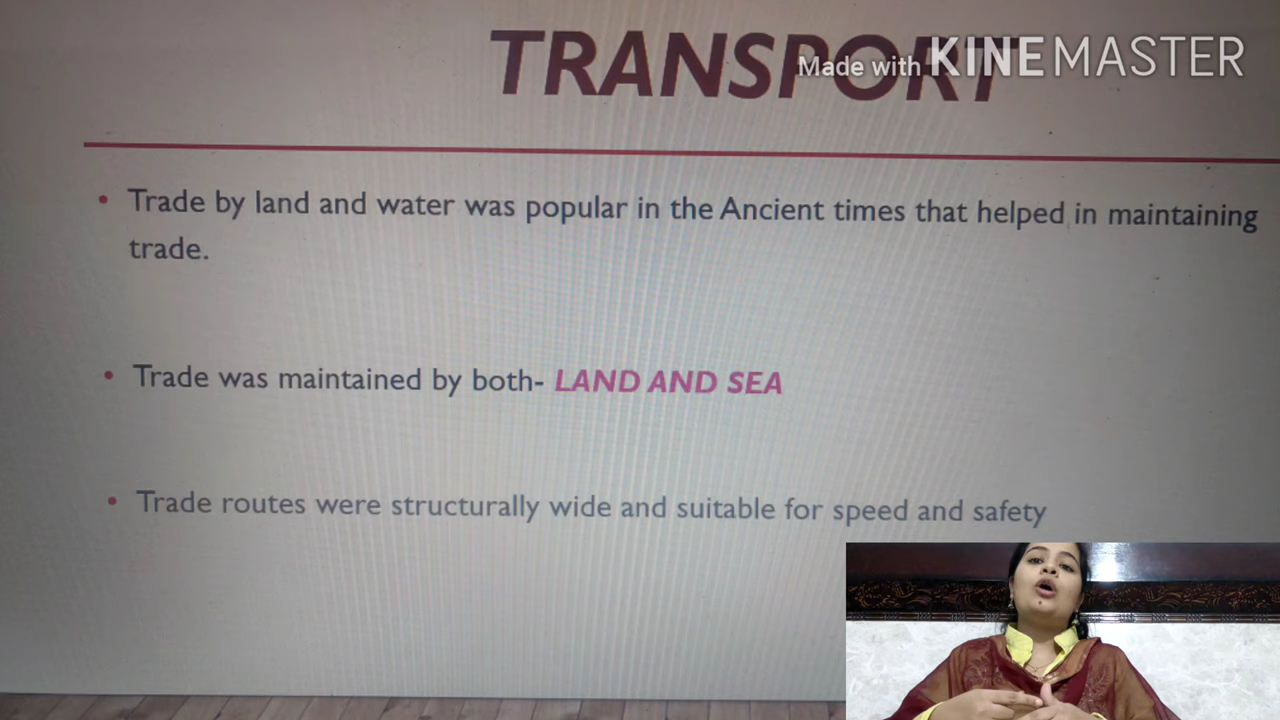 TRANSPORT
Made with KINEMASTER
• Trade by land and water was popular in the Ancient times that helped in maintaining
trade.
• Trade was maintained by both- LAND AND SEA
• Trade routes were structurally wide and suitable for speed and safety